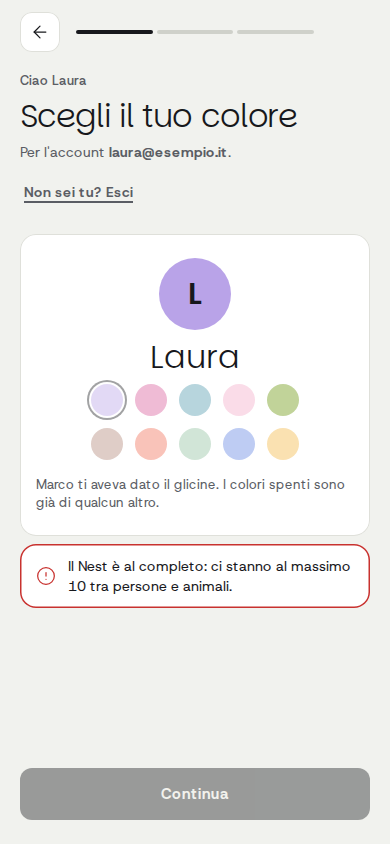 Ciao Laura
Scegli il tuo colore
Per l'account laura@esempio.it.
Non sei tu? Esci
L
Laura
Marco ti aveva dato il glicine. I colori spenti sono
già di qualcun altro.
Il Nest è al completo: ci stanno al massimo
10 tra persone e animali.
Continua